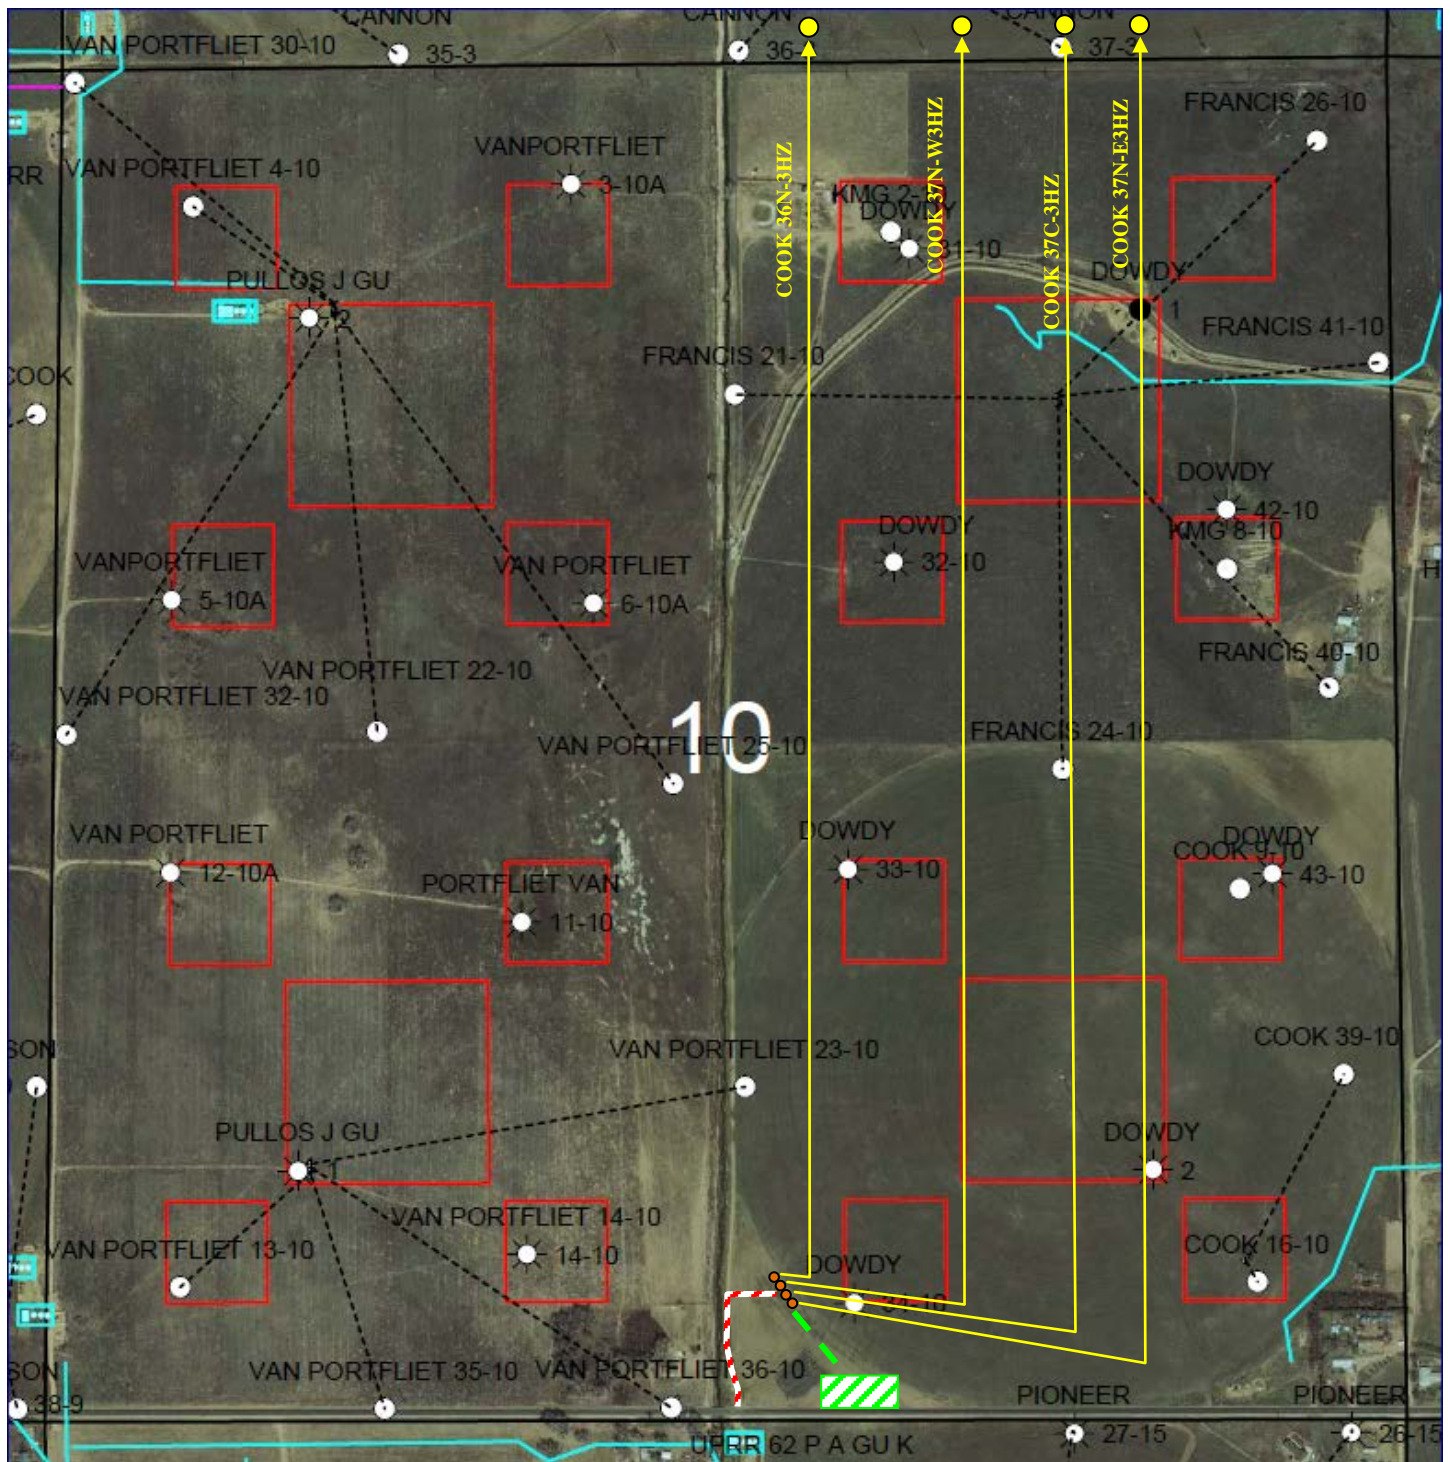 CANNON
35-3
VAN PORTFLIET 30-10
CANNON
CANNON
37-3
FRANCIS 26-10
RR
VAN PORTFLIET 4-10
VANPORTFLIET
3-10A
COOK 36N-3HZ
KMG 2-10
DOWDY
31-10
COOK 37N-W3HZ
COOK 37C-3HZ
COOK 37N-E3HZ
PULLOS J GU
2
DOWDY
1
FRANCIS 41-10
FRANCIS 21-10
COOK
DOWDY
32-10
DOWDY
42-10
KMG 8-10
H
VANPORTFLIET
5-10A
VAN PORTFLIET
6-10A
FRANCIS 40-10
VAN PORTFLIET 22-10
VAN PORTFLIET 32-10
10
FRANCIS 24-10
VAN PORTFLIET 25-10
VAN PORTFLIET
12-10A
PORTFLIET VAN
11-10
DOWDY
33-10
DOWDY
COOK 9-10
43-10
SON
VAN PORTFLIET 23-10
COOK 39-10
PULLOS J GU
1
DOWDY
2
VAN PORTFLIET 14-10
14-10
VAN PORTFLIET 13-10
DOWDY
34-10
COOK 16-10
SON
38-9
VAN PORTFLIET 35-10
VAN PORTFLIET 36-10
PIONEER
27-15
PIONEER
26-15
UPRR 62 P A GU K